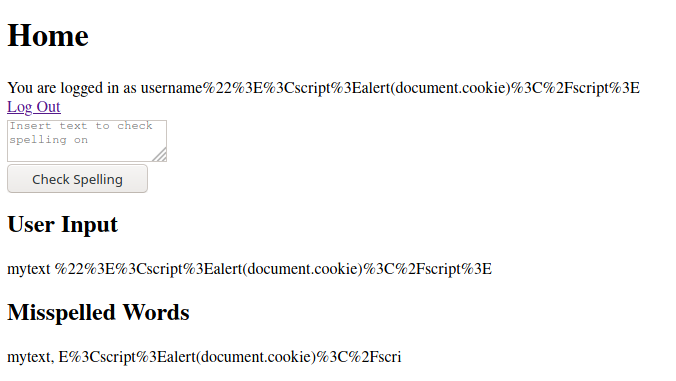 Home
You are logged in as username%22%3E%3Cscript%3Ealert(document.cookie)%3C%2Fscript%3E
Log Out
Insert text to check
spelling on
Check Spelling
User Input
mytext %22%3E%3Cscript%3Ealert(document.cookie)%3C%2Fscript%3E
Misspelled Words
mytext, E%3Cscript%3Ealert(document.cookie)%3C%2Fscri